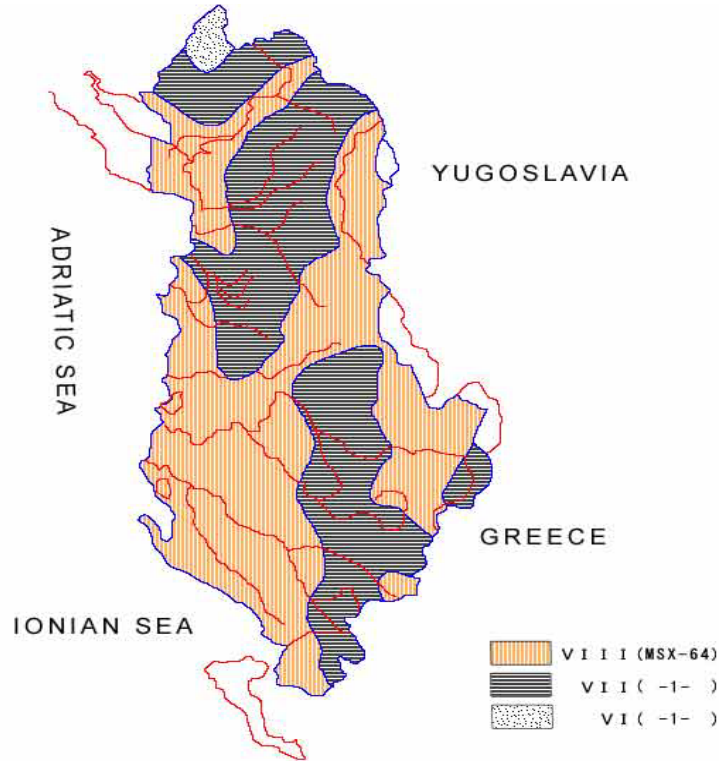 YUGOSLAVIA
ADRIATIC SEA
GREECE
IONIAN SEA
VIII (MSX-64)
VII ( -1- )
VI ( -1- )